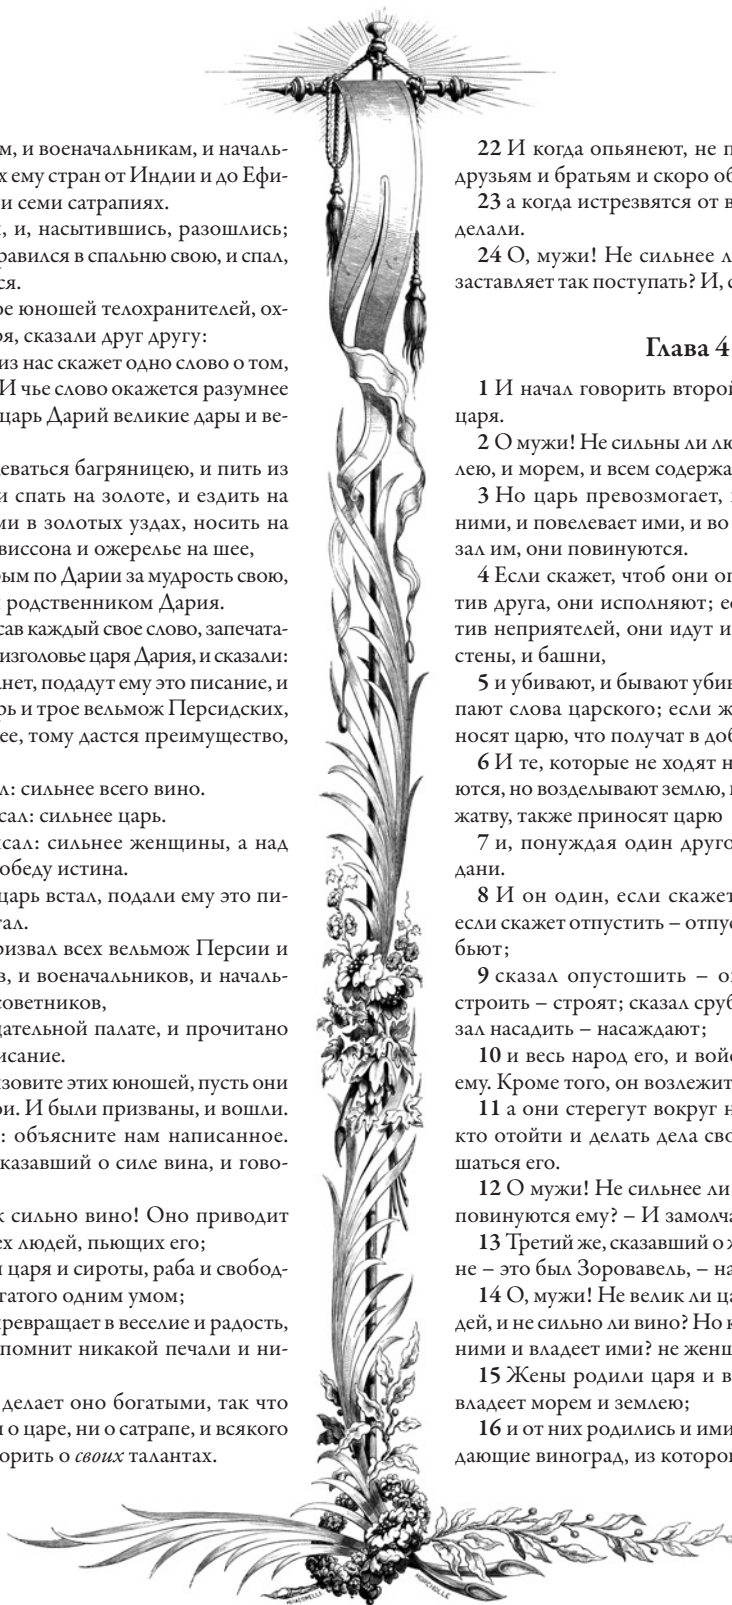 м, и военачальникам, и началь-
х ему стран от Индии и до Ефи-
и семи сатрапиях.
, и, насытившись, разошлись;
равился в спальню свою, и спал,
ся.
ое юношей телохранителей, ох-
ря, сказали друг другу:
из нас скажет одно слово о том,
И чье слово окажется разумнее
царь Дарий великие дары и ве-
деваться багряницею, и пить из
и спать на золоте, и ездить на
ми в золотых уздах, носить на
виссона и ожерелье на шее,
рым по Дарии за мудрость свою,
родственником Дария.
сав каждый свое слово, запечата-
изголовье царя Дария, и сказали:
анет, подадут ему это писание, и
рь и трое вельмож Персидских,
ее, тому дастся преимущество,
л: сильнее всего вино.
сал: сильнее царь.
исал: сильнее женщины, а над
обеду истина.
царь встал, подали ему это пи-
тал.
ризвал всех вельмож Персии и
в, и военачальников, и началь-
советников,
дательной палате, и прочитано
исание.
изовите этих юношей, пусть они
ои. И были призваны, и вошли.
: объясните нам написанное.
казавший о силе вина, и гово-
к сильно вино! Оно приводит
ех людей, пьющих его;
и царя и сироты, раба и свобод-
гатого одним умом;
превращает в веселие и радость,
помнит никакой печали и ни-
делает оно богатыми, так что
и о царе, ни о сатрапе, и всякого
орить о своих талантах.
22 И когда опьянеют, не п
друзьям и братьям и скоро об
23 а когда истрезвятся от в
делали.
24 О, мужи! Не сильнее л
заставляет так поступать? И, с
Глава 4
1 И начал говорить второй
царя.
2 О мужи! Не сильны ли лю
лею, и морем, и всем содержа
3 Но царь превозмогает,
ними, и повелевает ими, и во
зал им, они повинуются.
4 Если скажет, чтоб они оп
тив друга, они исполняют; ес
тив неприятелей, они идут и
стены, и башни,
5 и убивают, и бывают убив
пают слова царского; если ж
носят царю, что получат в доб
6 И те, которые не ходят н
ются, но возделывают землю,
жатву, также приносят царю
7 и, понуждая один друго
дани.
8 И он один, если скажет
если скажет отпустить – отпус
бьют;
9 сказал опустошить – оп
строить – строят; сказал сруб
зал насадить – насаждают;
10 и весь народ его, и войс
ему. Кроме того, он возлежит
11 а они стерегут вокруг н
кто отойти и делать дела сво
шаться его.
12 О мужи! Не сильнее ли
повинуются ему? – И замолча
13 Третий же, сказавший о ж
не – это был Зоровавель, – на
14 О, мужи! Не велик ли ца
дей, и не сильно ли вино? Но к
ними и владеет ими? не женщ
15 Жены родили царя и в
владеет морем и землею;
16 и от них родились и ими
дающие виноград, из которо